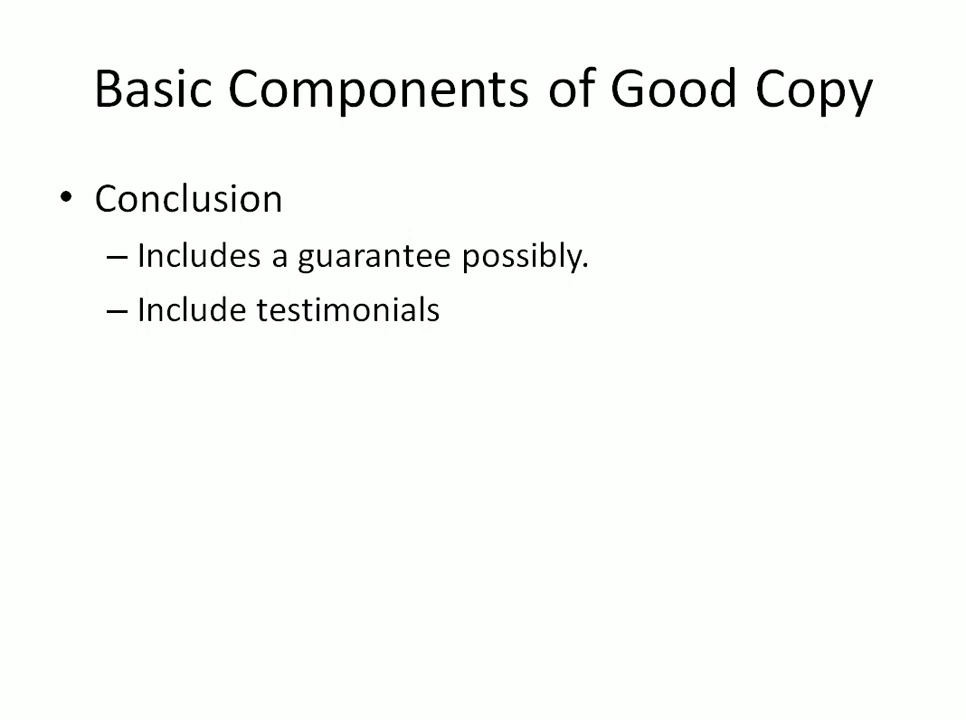 Basic Components of Good Copy
• Conclusion
– Includes a guarantee possibly.
– Include testimonials